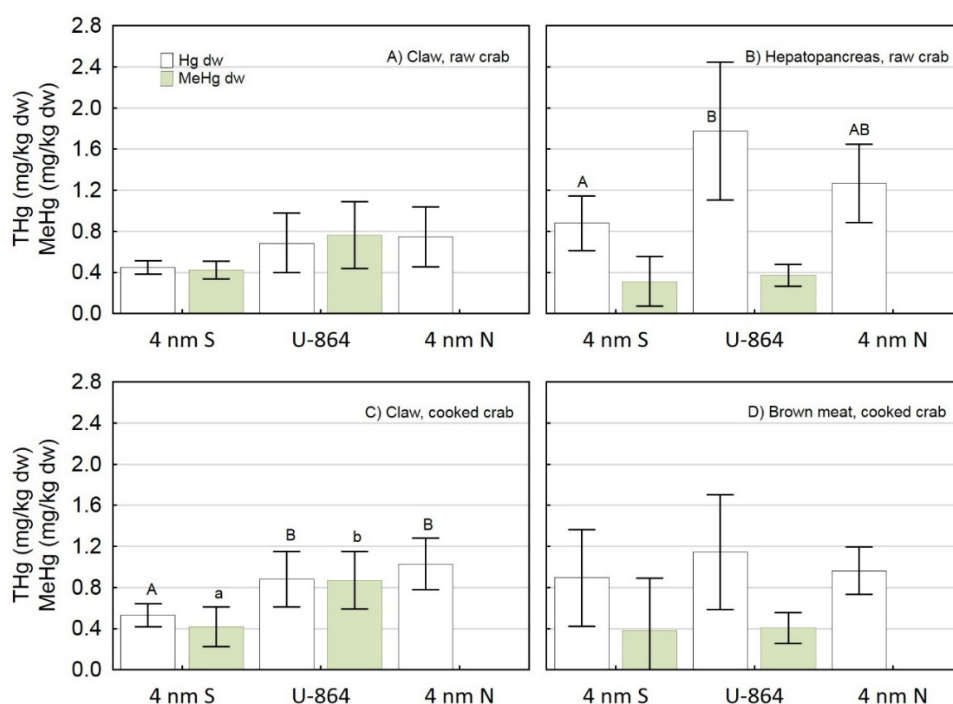 THg (mg/kg dw)
MeHg (mg/kg dw)
2.8
2.4
2.0
1.6
1.2
0.8
0.4
0.0
Hg dw
MeHg dw
A) Claw, raw crab
4 nm S
U-864
4 nm N
B) Hepatopancreas, raw crab
A
B
AB
4 nm S
U-864
4 nm N
THg (mg/kg dw)
MeHg (mg/kg dw)
2.8
2.4
2.0
1.6
1.2
0.8
0.4
0.0
C) Claw, cooked crab
A
a
B
b
B
4 nm S
U-864
4 nm N
D) Brown meat, cooked crab
4 nm S
U-864
4 nm N